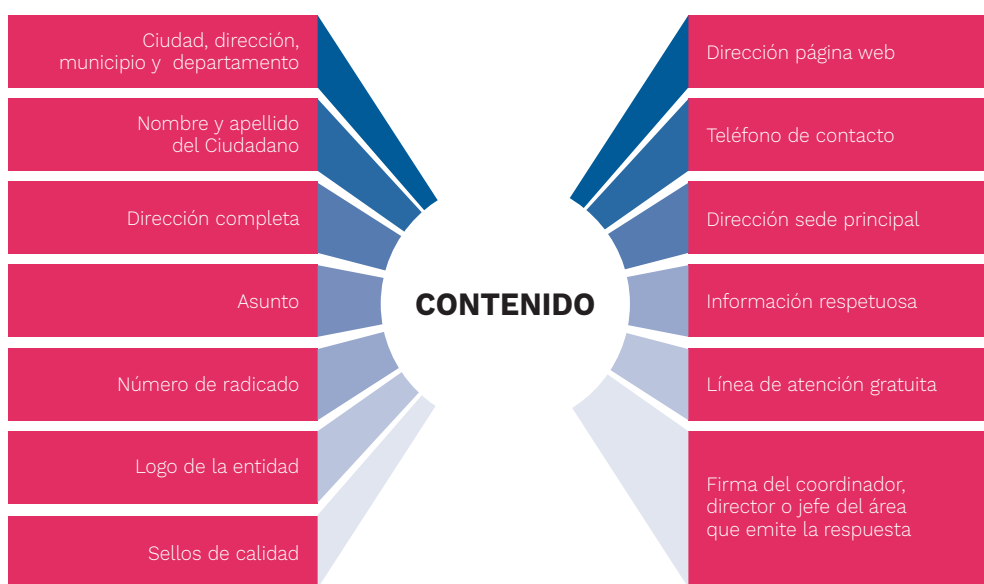 Ciudad, dirección,
municipio y departamento
Nombre y apellido
del Ciudadano
Dirección completa
Asunto
Número de radicado
Logo de la entidad
Sellos de calidad
CONTENIDO
Dirección página web
Teléfono de contacto
Dirección sede principal
Información respetuosa
Línea de atención gratuita
Firma del coordinador,
director o jefe del área
que emite la respuesta